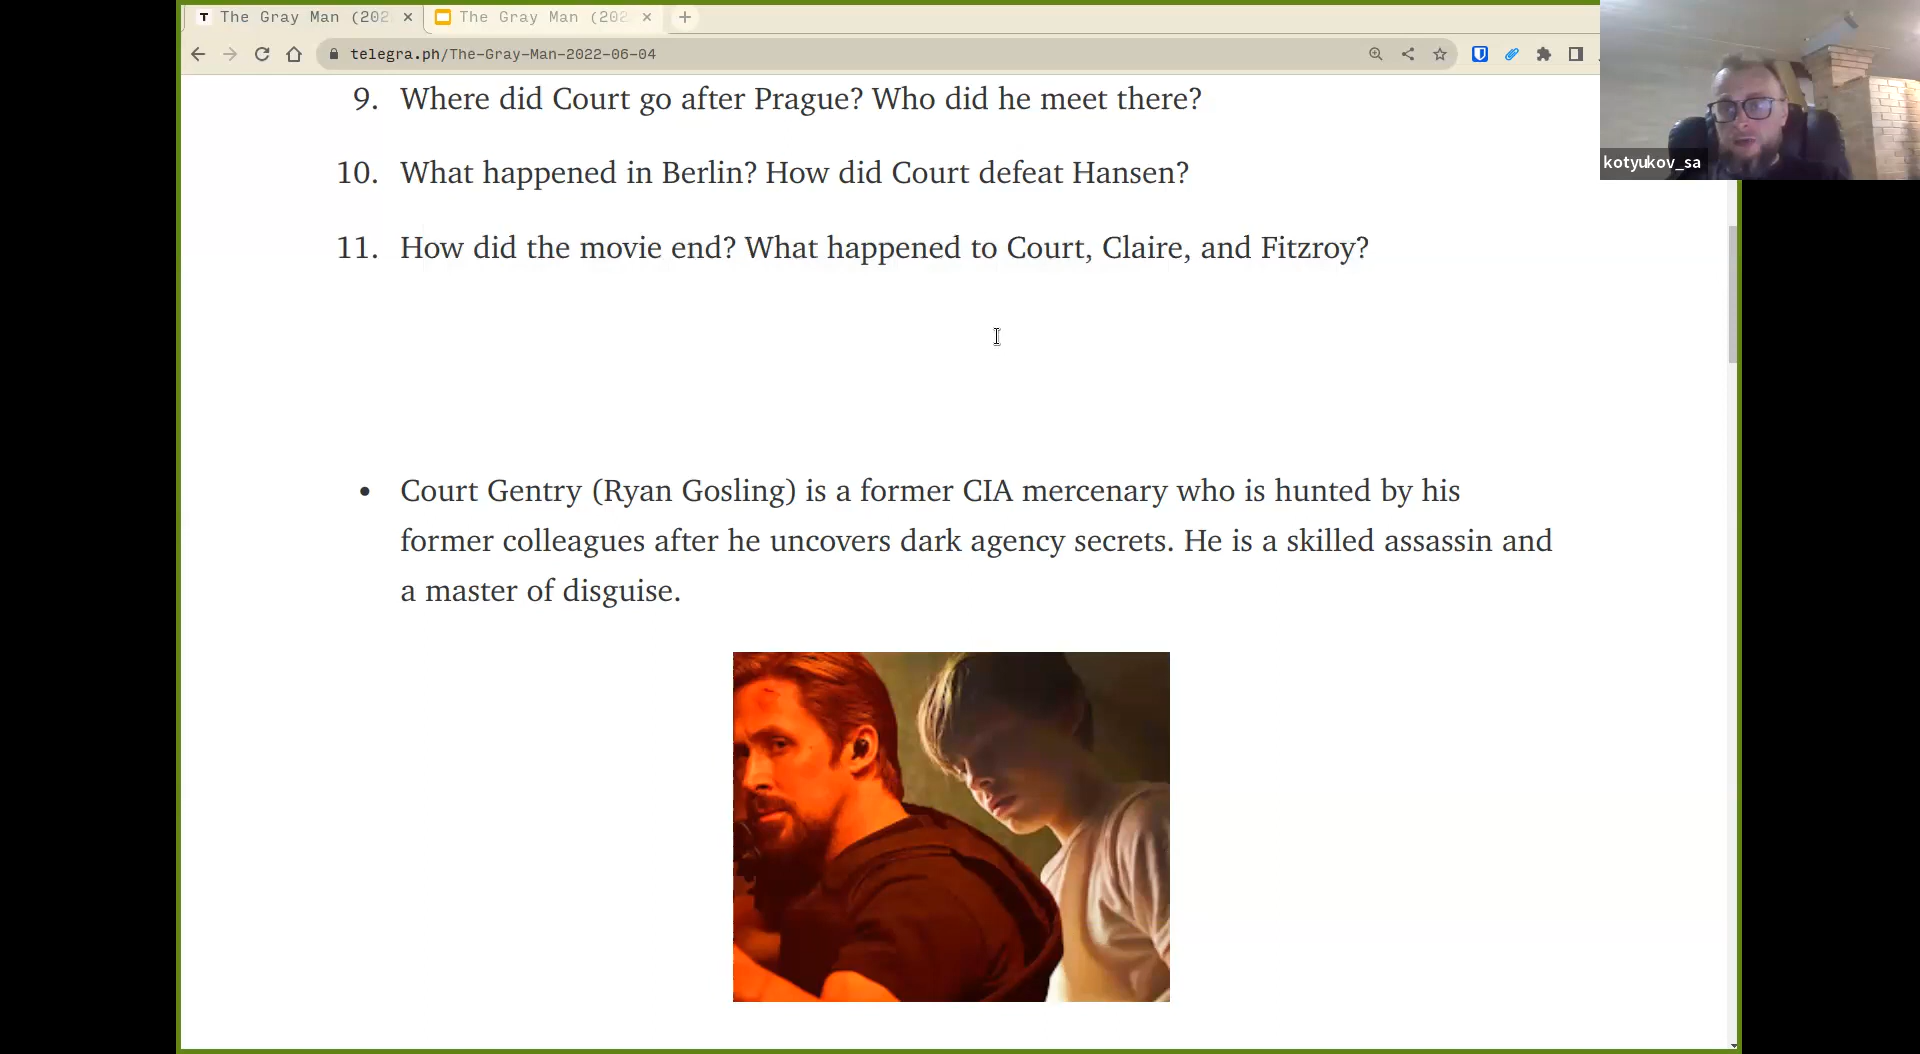 The Gray Man (202
The Gray Man (202
telegra.ph/The-Gray-Man-2022-06-04
kotyukov_sa
9. Where did Court go after Prague? Who did he meet there?
10. What happened in Berlin? How did Court defeat Hansen?
11. How did the movie end? What happened to Court, Claire, and Fitzroy?
• Court Gentry (Ryan Gosling) is a former CIA mercenary who is hunted by his
former colleagues after he uncovers dark agency secrets. He is a skilled assassin and
a master of disguise.